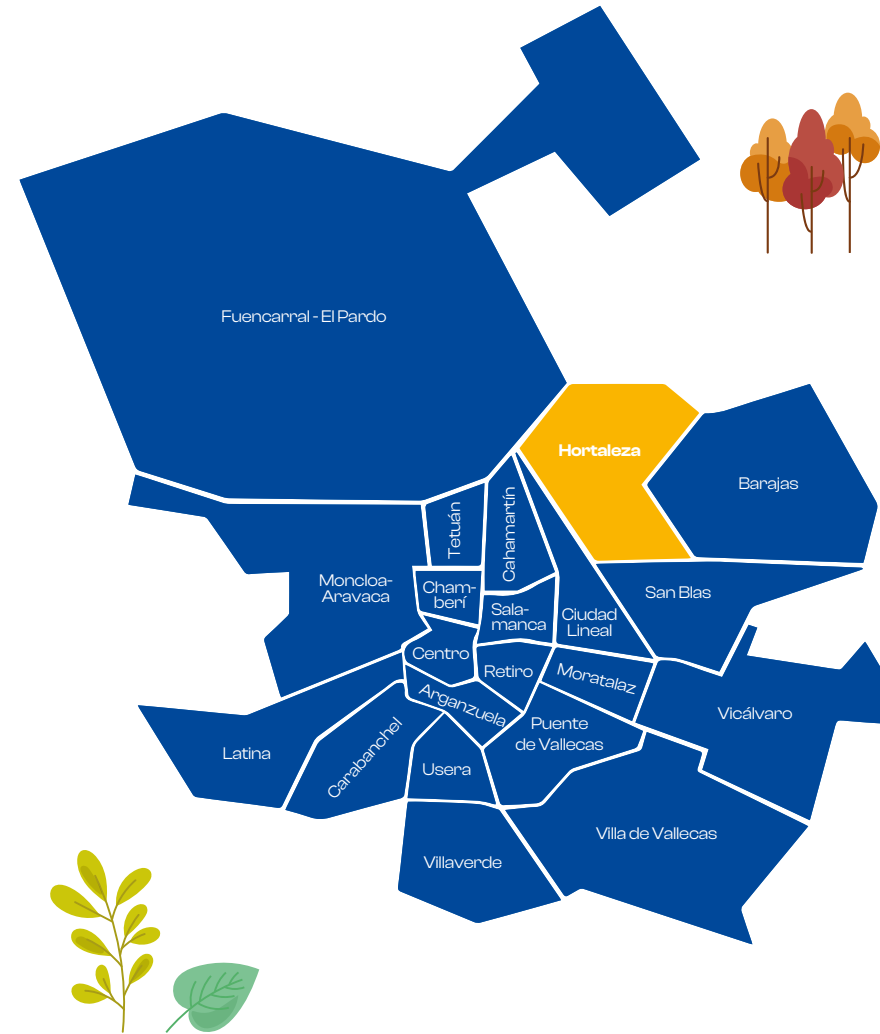 Fuencarral - El Pardo
Hortaleza
Barajas
Tetuán
Cahamartín
Moncloa-
Aravaca
Cham-
berí
Sala-
manca
Ciudad
Lineal
San Blas
Centro
Retiro
Moratalaz
Arganzuela
Vicálvaro
Puente
de Vallecas
Latina
Carabanchel
Usera
Villa de Vallecas
Villaverde